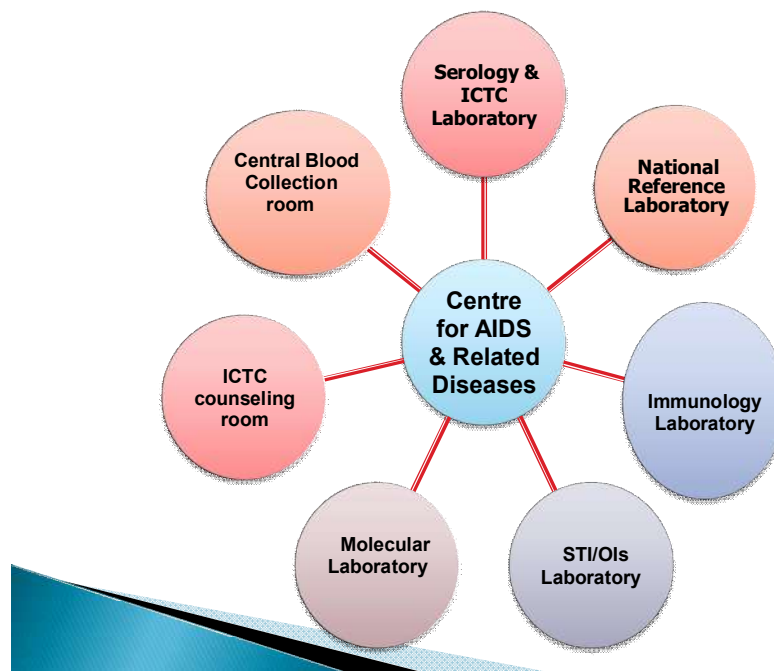 Serology &
ICTC
Laboratory
National
Reference
Laboratory
Immunology
Laboratory
STI/OIs
Laboratory
Molecular
Laboratory
ICTC
counseling
room
Central Blood
Collection
room
Centre
for AIDS
& Related
Diseases